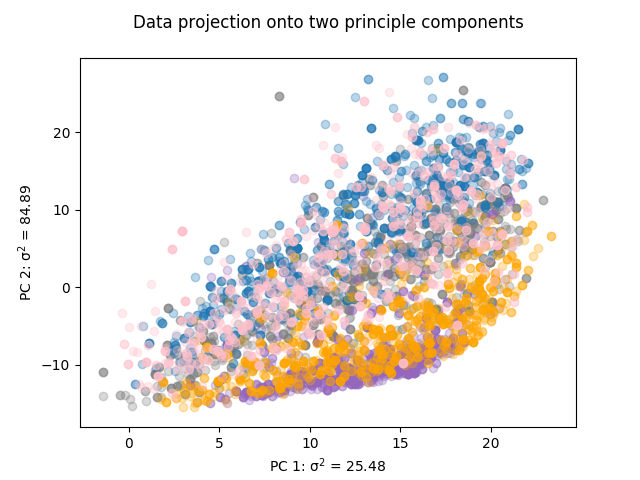 Data projection onto two principle components
20
10
0
−10
PC 2: σ² = 84.89
0 5 10 15 20
PC 1: σ² = 25.48